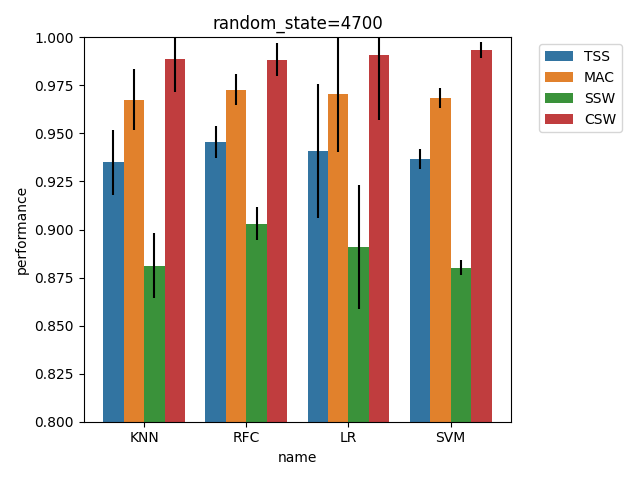 random_state=4700
1.000
0.975
0.950
0.925
0.900
0.875
0.850
0.825
0.800
performance
KNN
RFC
LR
SVM
name
TSS
MAC
SSW
CSW